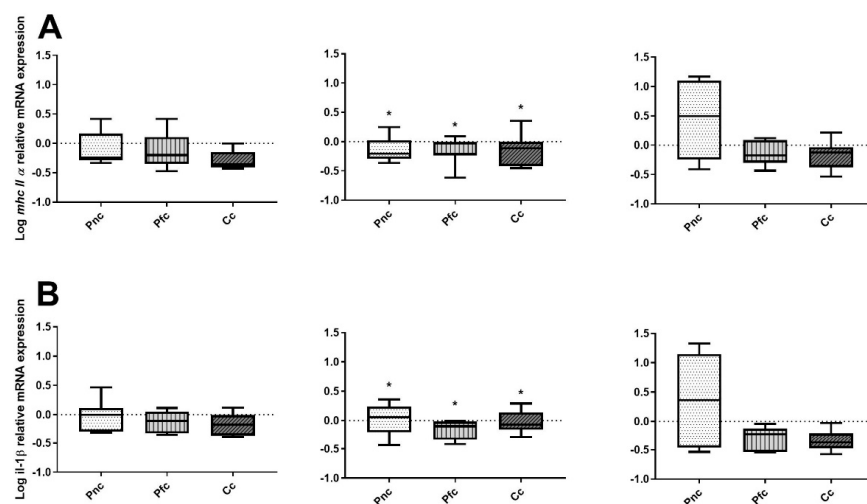 A
Log mhc II α relative mRNA expression
1.5
1.0
0.5
0.0
-0.5
-1.0
Pnc
Pfc
Cc
1.5
1.0
0.5
0.0
-0.5
-1.0
* * *
Pnc
Pfc
Cc
1.5
1.0
0.5
0.0
-0.5
-1.0
Pnc
Pfc
Cc
B
Log il-1β relative mRNA expression
1.5
1.0
0.5
0.0
-0.5
-1.0
Pnc
Pfc
Cc
1.5
1.0
0.5
0.0
-0.5
-1.0
* * *
Pnc
Pfc
Cc
1.5
1.0
0.5
0.0
-0.5
-1.0
Pnc
Pfc
Cc